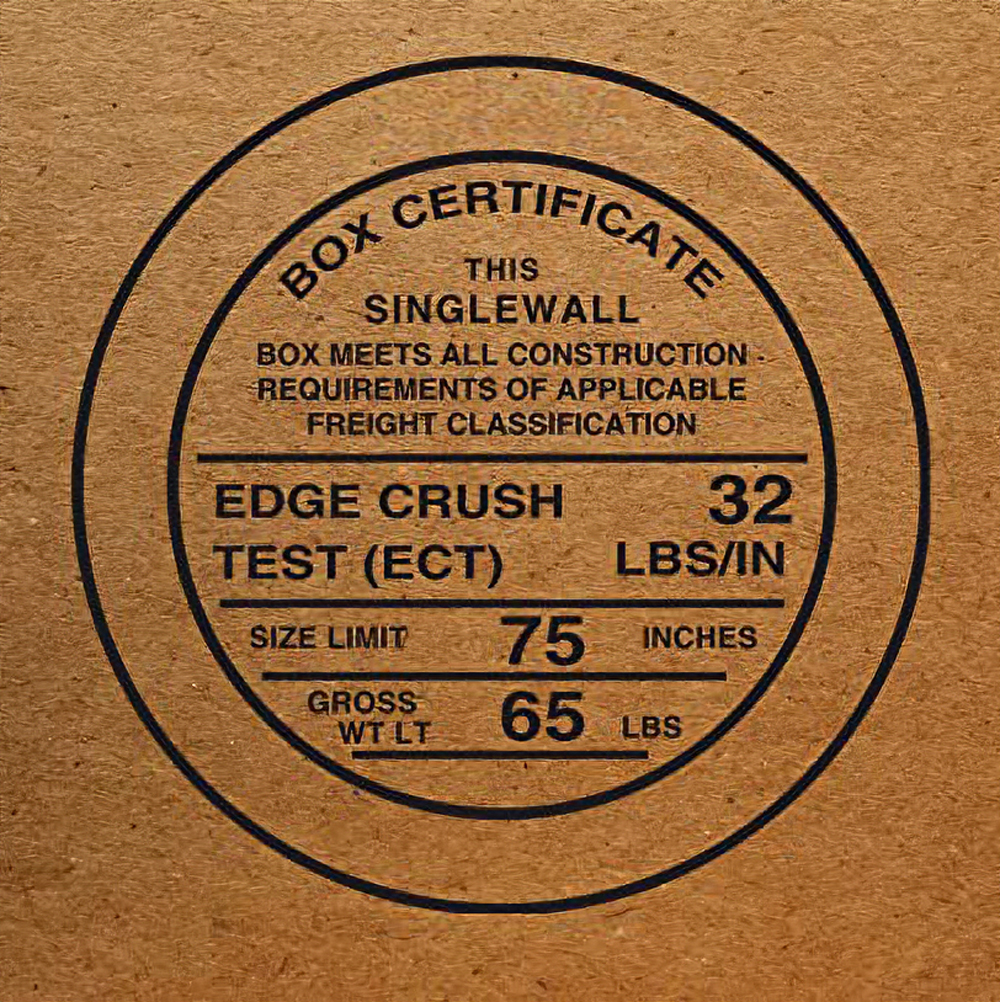 BOX CERTIFICATE
THIS
SINGLEWALL
BOX MEETS ALL CONSTRUCTION
REQUIREMENTS OF APPLICABLE
FREIGHT CLASSIFICATION
EDGE CRUSH 32
TEST (ECT) LBS/IN
SIZE LIMIT 75 INCHES
GROSS
WT LT 65 LBS